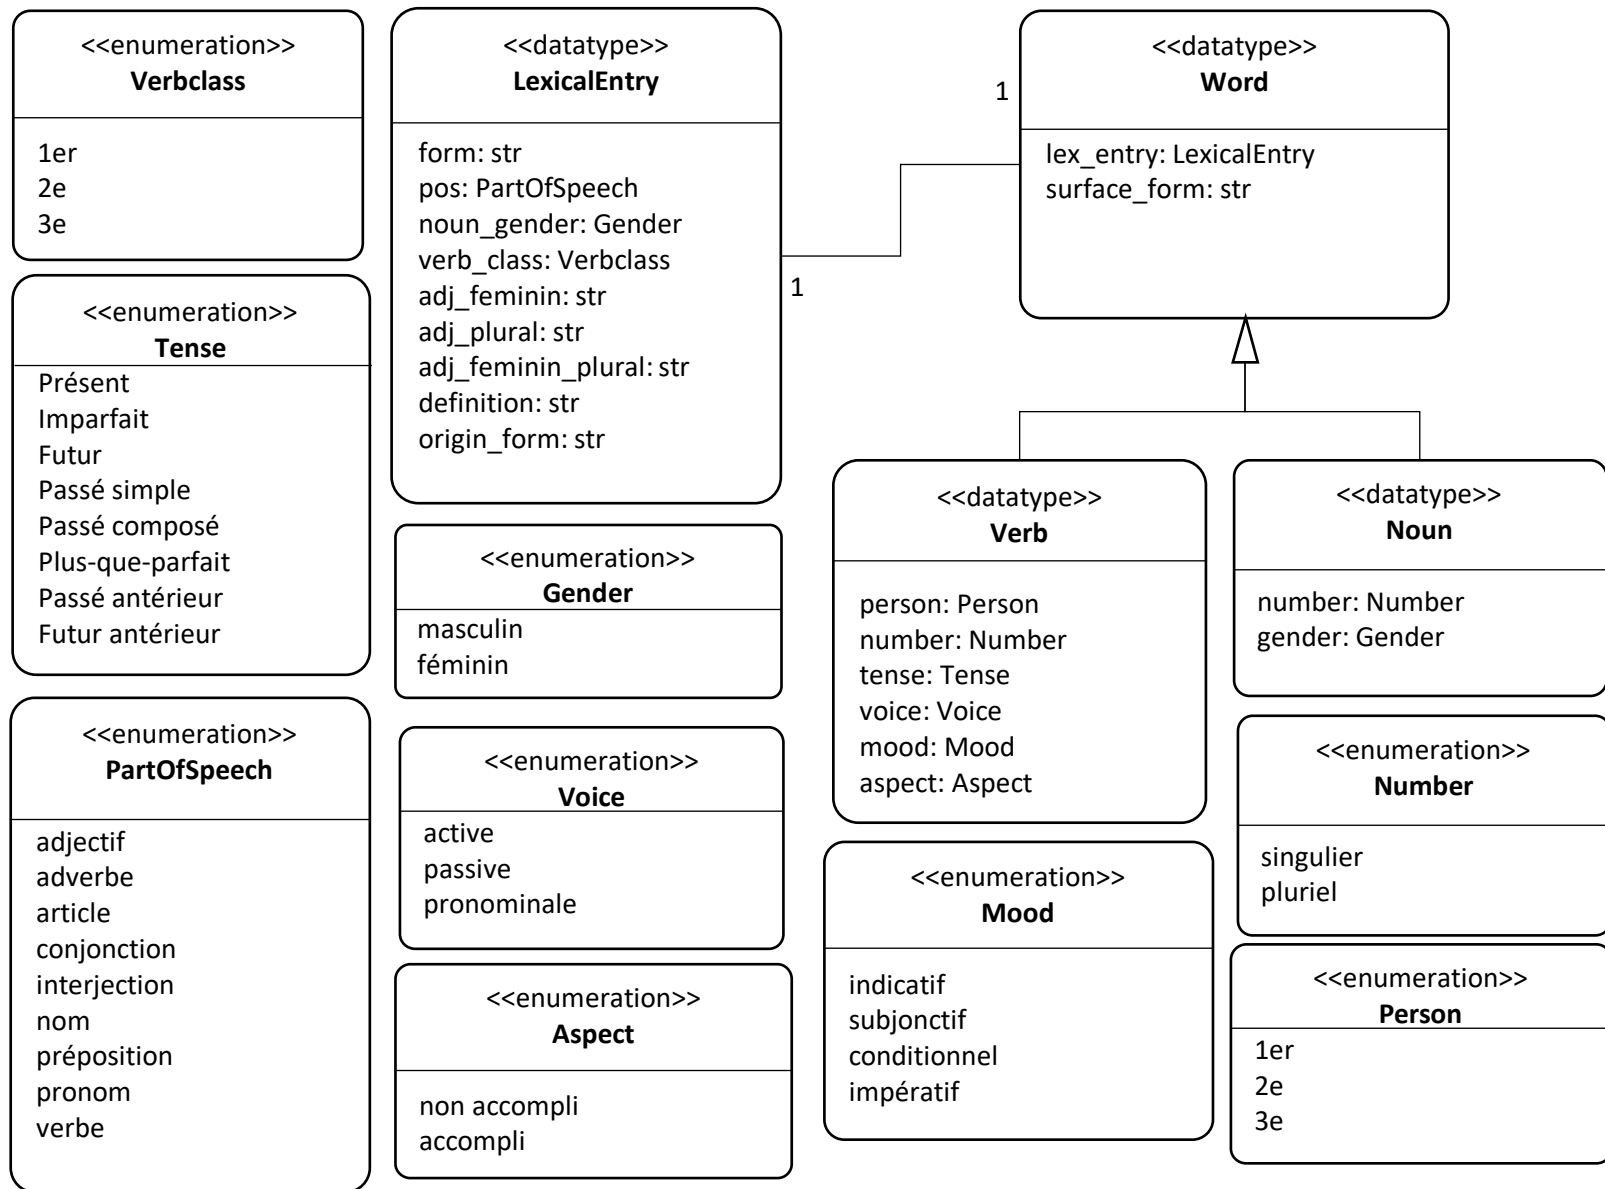 <<enumeration>>
Verbclass
1er
2e
3e
<<enumeration>>
Tense
Présent
Imparfait
Futur
Passé simple
Passé composé
Plus-que-parfait
Passé antérieur
Futur antérieur
<<enumeration>>
PartOfSpeech
adjectif
adverbe
article
conjonction
interjection
nom
préposition
pronom
verbe
<<datatype>>
LexicalEntry
form: str
pos: PartOfSpeech
noun_gender: Gender
verb_class: Verbclass
adj_feminin: str
adj_plural: str
adj_feminin_plural: str
definition: str
origin_form: str
1
1
<<enumeration>>
Gender
masculin
féminin
<<enumeration>>
Voice
active
passive
pronominale
<<enumeration>>
Aspect
non accompli
accompli
<<datatype>>
Word
lex_entry: LexicalEntry
surface_form: str
<<datatype>>
Verb
person: Person
number: Number
tense: Tense
voice: Voice
mood: Mood
aspect: Aspect
<<datatype>>
Noun
number: Number
gender: Gender
<<enumeration>>
Mood
indicatif
subjonctif
conditionnel
impératif
<<enumeration>>
Number
singulier
pluriel
<<enumeration>>
Person
1er
2e
3e